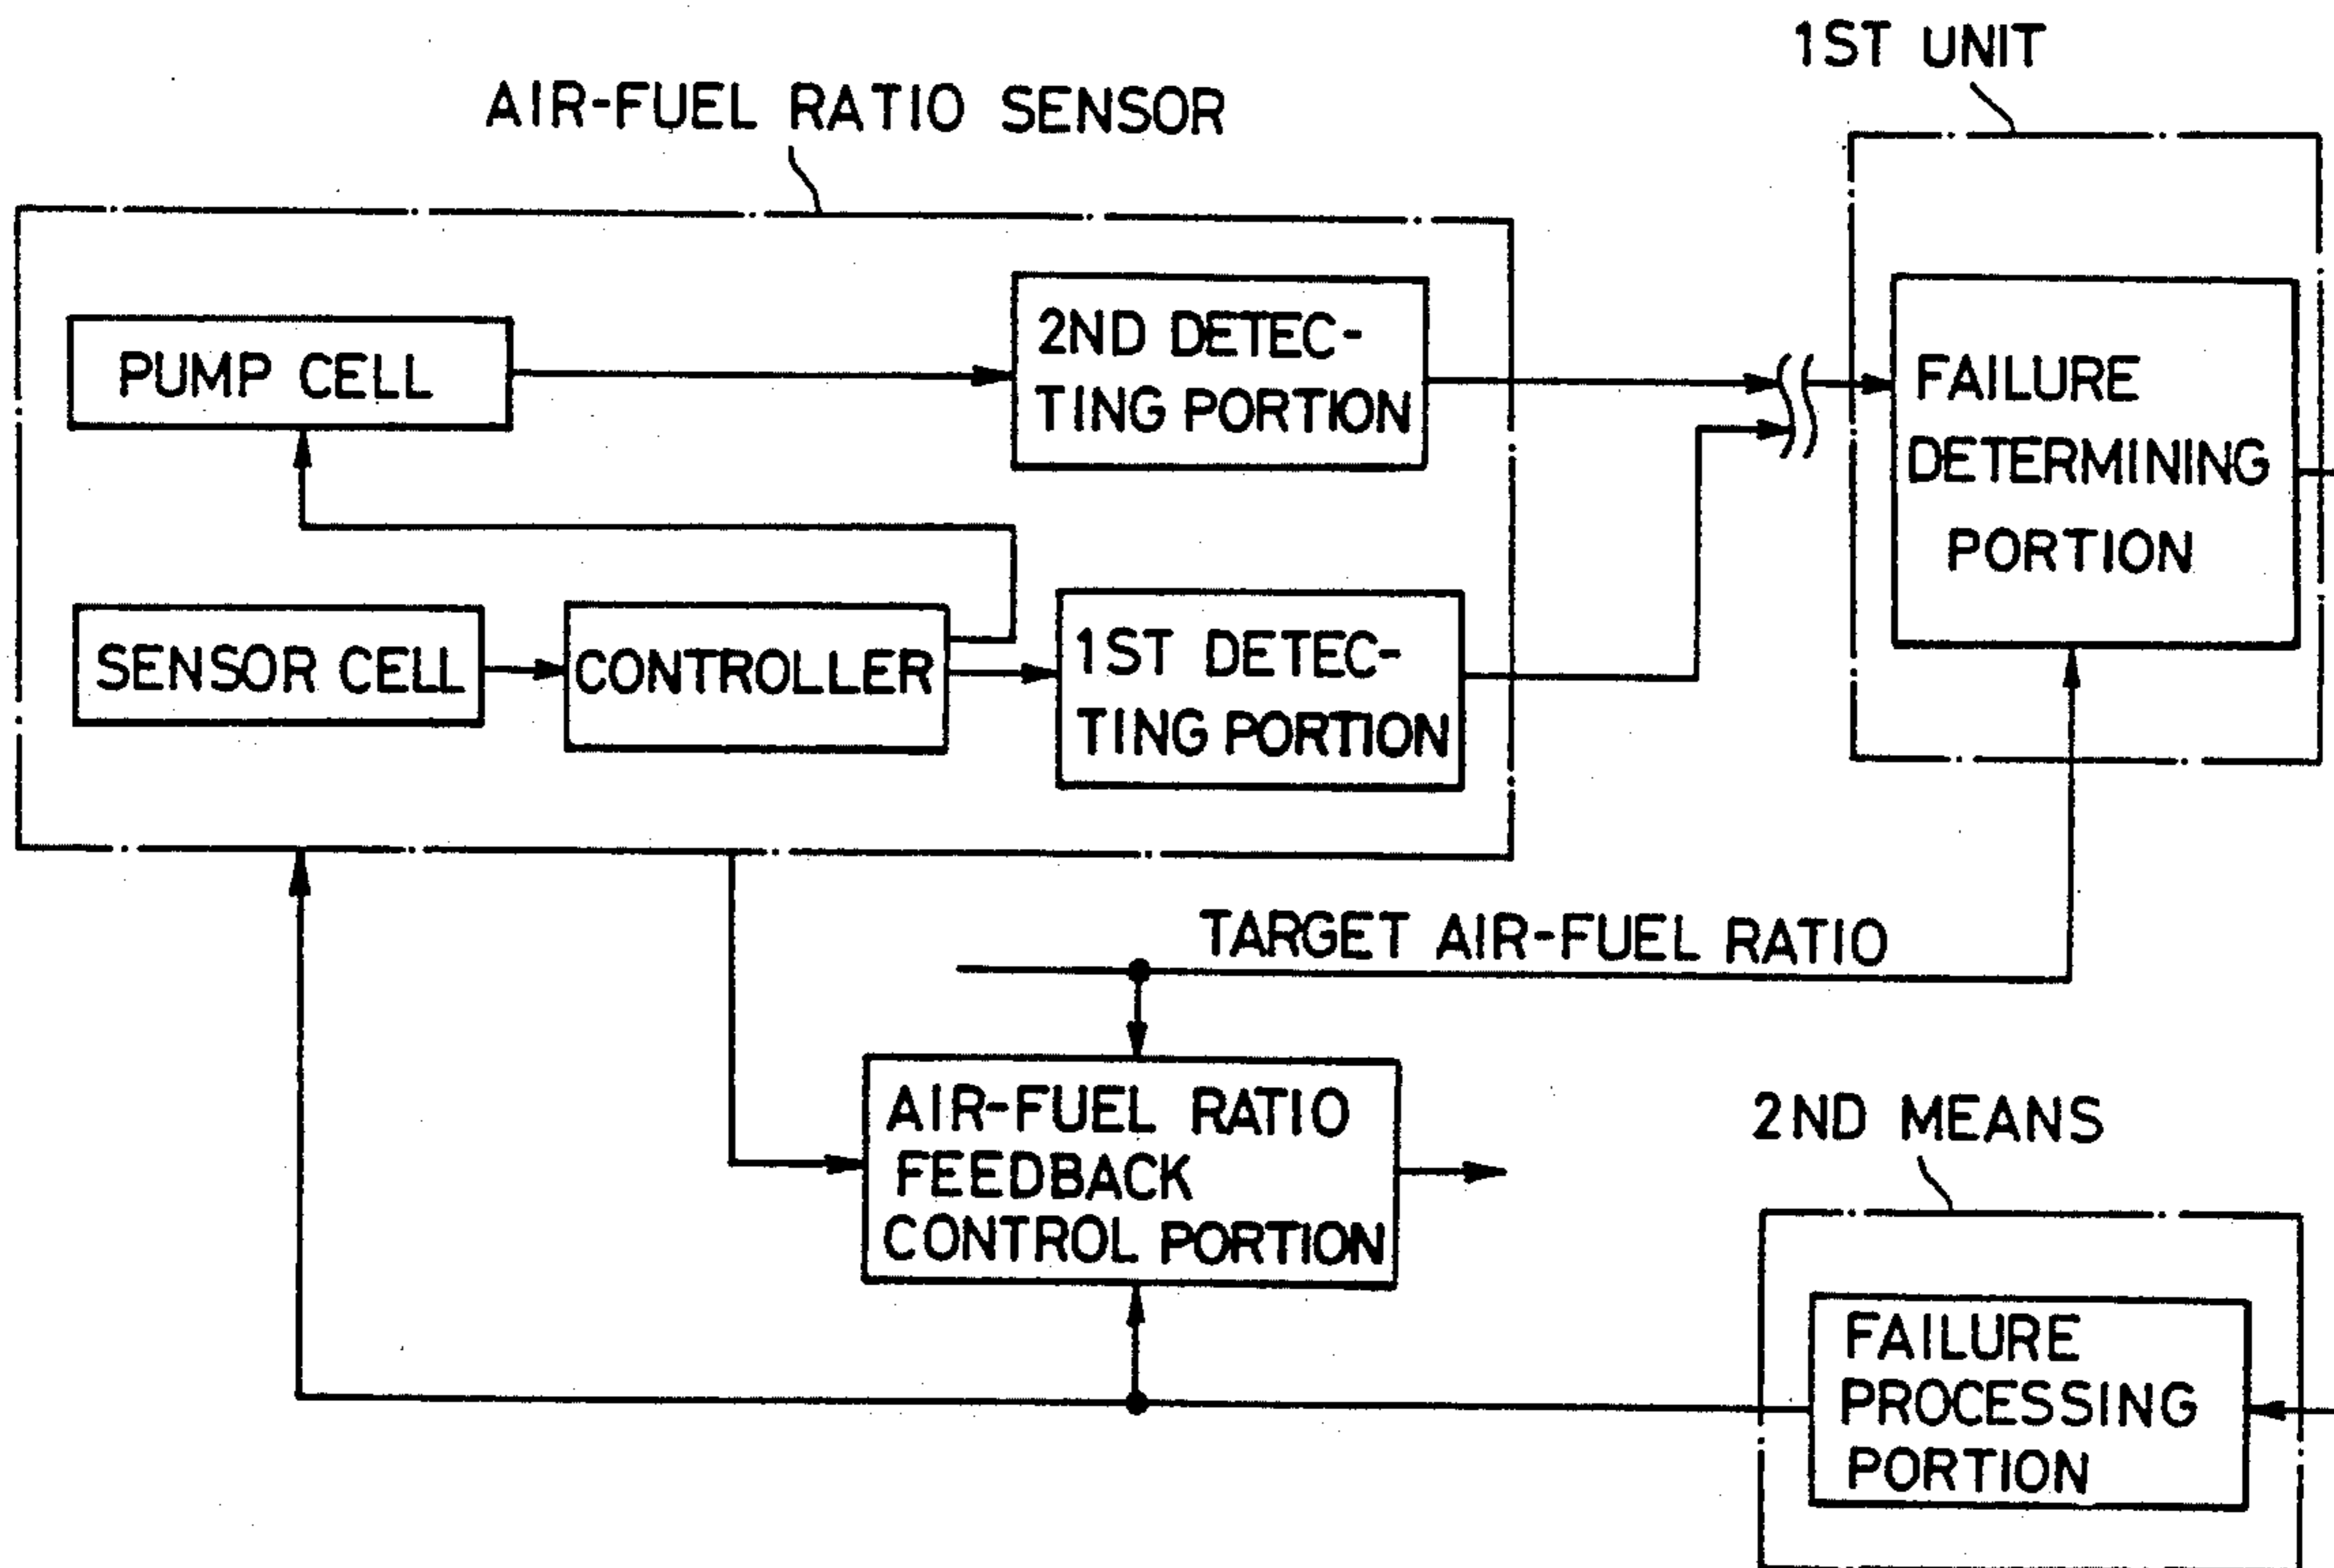 1ST UNIT
AIR-FUEL RATIO SENSOR
2ND DETEC-
TING PORTION
PUMP CELL
FAILURE
DETERMINING
PORTION
SENSOR CELL
CONTROLLER
1ST DETEC-
TING PORTION
TARGET AIR-FUEL RATIO
AIR-FUEL RATIO
FEEDBACK
CONTROL PORTION
2ND MEANS
FAILURE
PROCESSING
PORTION